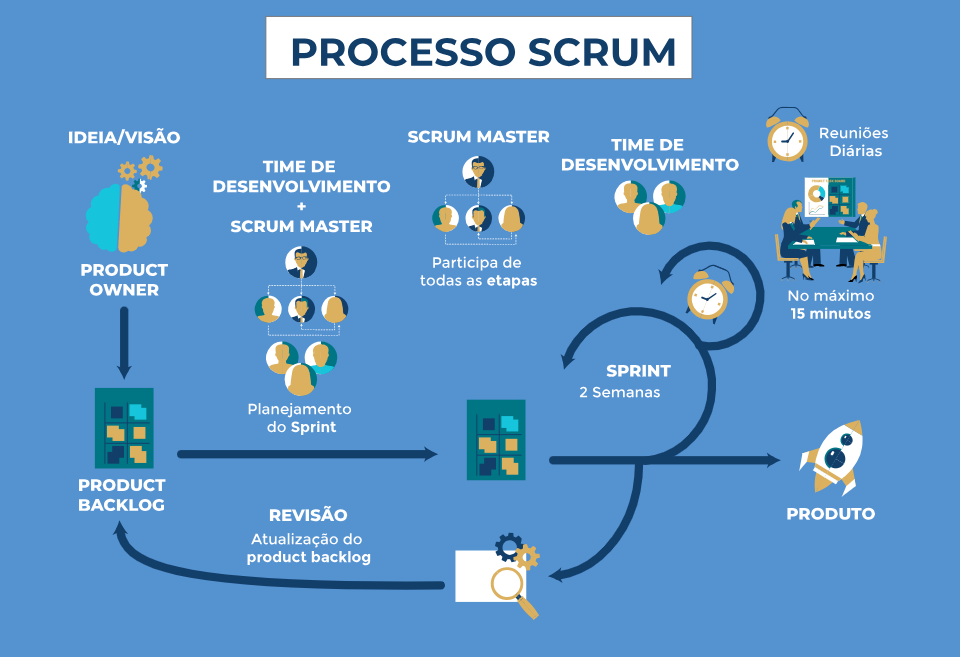 PROCESSO SCRUM
IDEIA/VISÃO
PRODUCT
OWNER
TIME DE
DESENVOLVIMENTO
+
SCRUM MASTER
Planejamento
do Sprint
SCRUM MASTER
Participa de
todas as etapas
TIME DE
DESENVOLVIMENTO
Reuniões
Diárias
No máximo
15 minutos
SPRINT
2 Semanas
PRODUCT
BACKLOG
REVISÃO
Atualização do
product backlog
PRODUTO